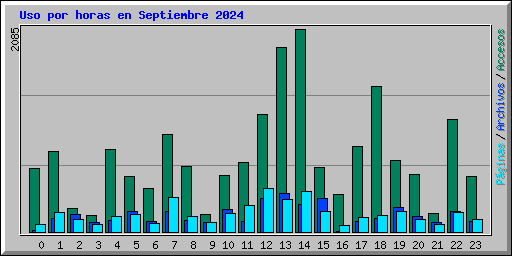 Uso por horas en Septiembre 2024
2085
Páginas / Archivos / Accesos
0 1 2 3 4 5 6 7 8 9 10 11 12 13 14 15 16 17 18 19 20 21 22 23